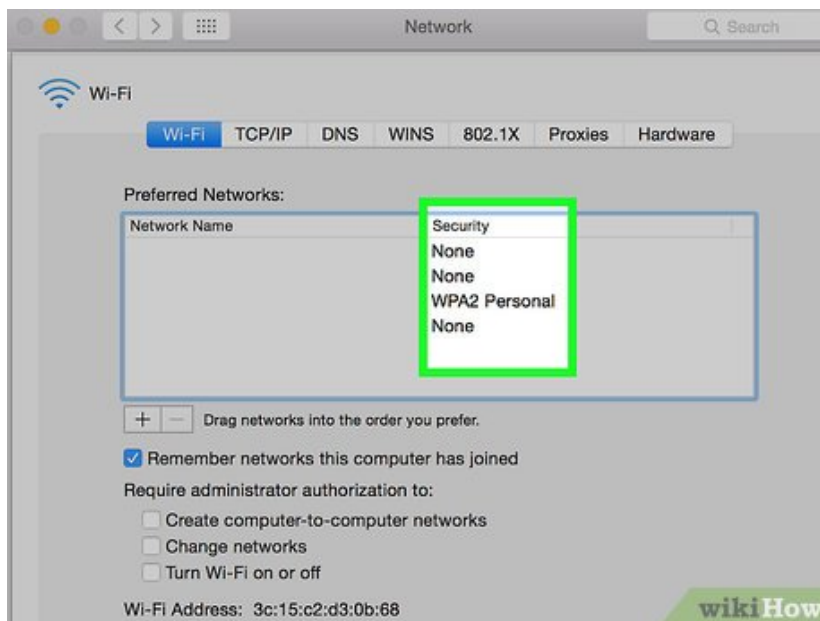 Network
Search
Wi-Fi
Wi-Fi TCP/IP DNS WINS 802.1X Proxies Hardware
Preferred Networks:
Network Name Security
None
None
WPA2 Personal
None
+ − Drag networks into the order you prefer.
Remember networks this computer has joined
Require administrator authorization to:
Create computer-to-computer networks
Change networks
Turn Wi-Fi on or off
Wi-Fi Address: 3c:15:c2:d3:0b:68
wikiHow